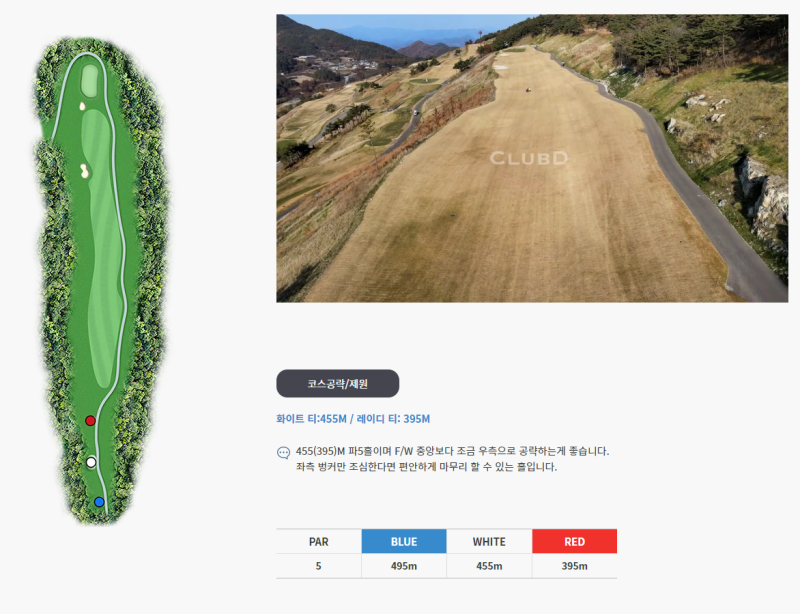 CLUBD
코스공략/제원
화이트 티:455M / 레이디 티: 395M
455(395)M 파5홀이며 F/W 중앙보다 조금 우측으로 공략하는게 좋습니다.
좌측 벙커만 조심한다면 편안하게 마무리 할 수 있는 홀입니다.
PAR BLUE WHITE RED
5 495m 455m 395m